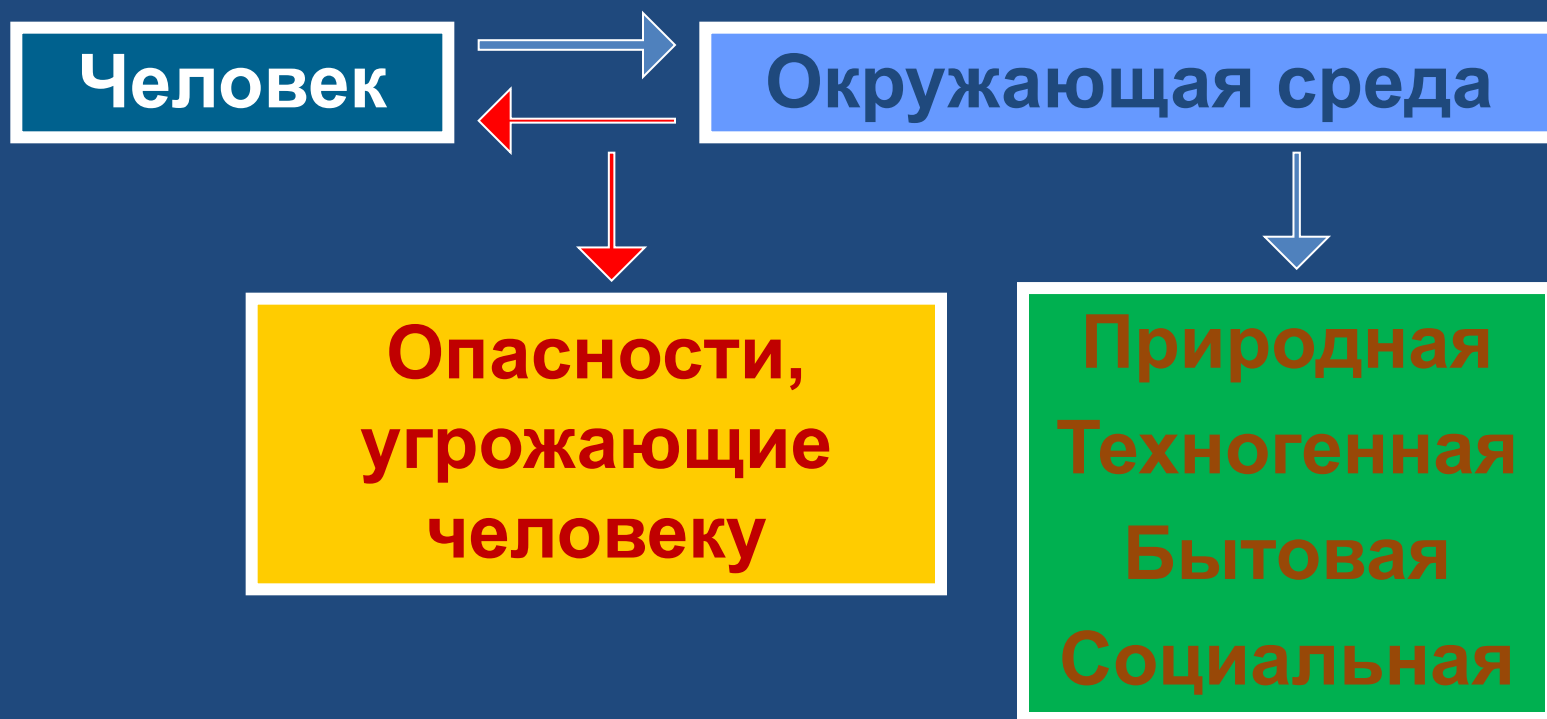 Человек
Окружающая среда
Опасности,
угрожающие
человеку
Природная
Техногенная
Бытовая
Социальная